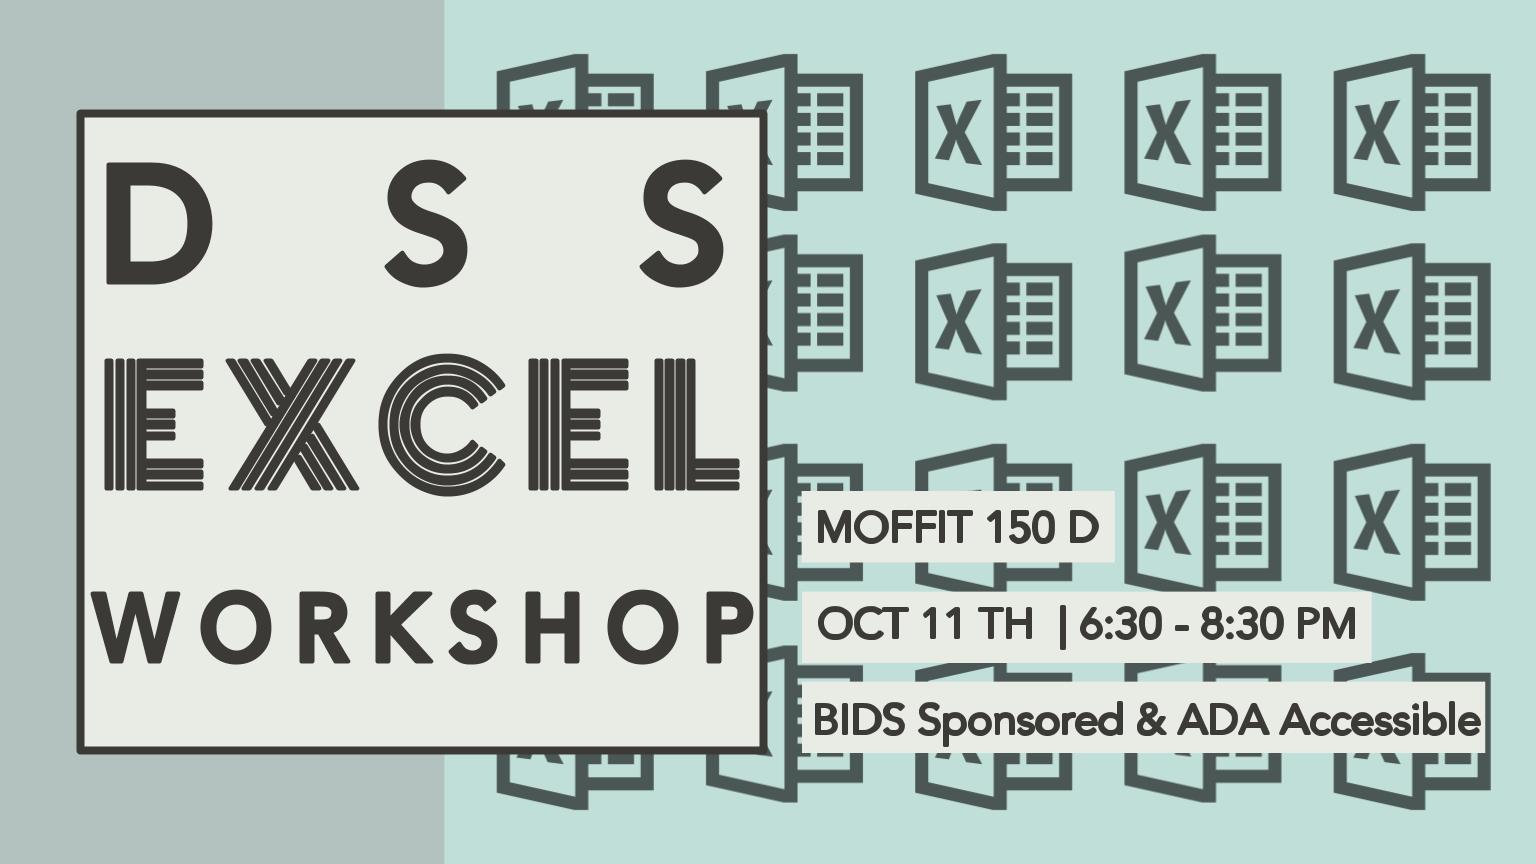 D S S
EXCEL
WORKSHOP
MOFFIT 150 D
OCT 11 TH | 6:30 - 8:30 PM
BIDS Sponsored & ADA Accessible